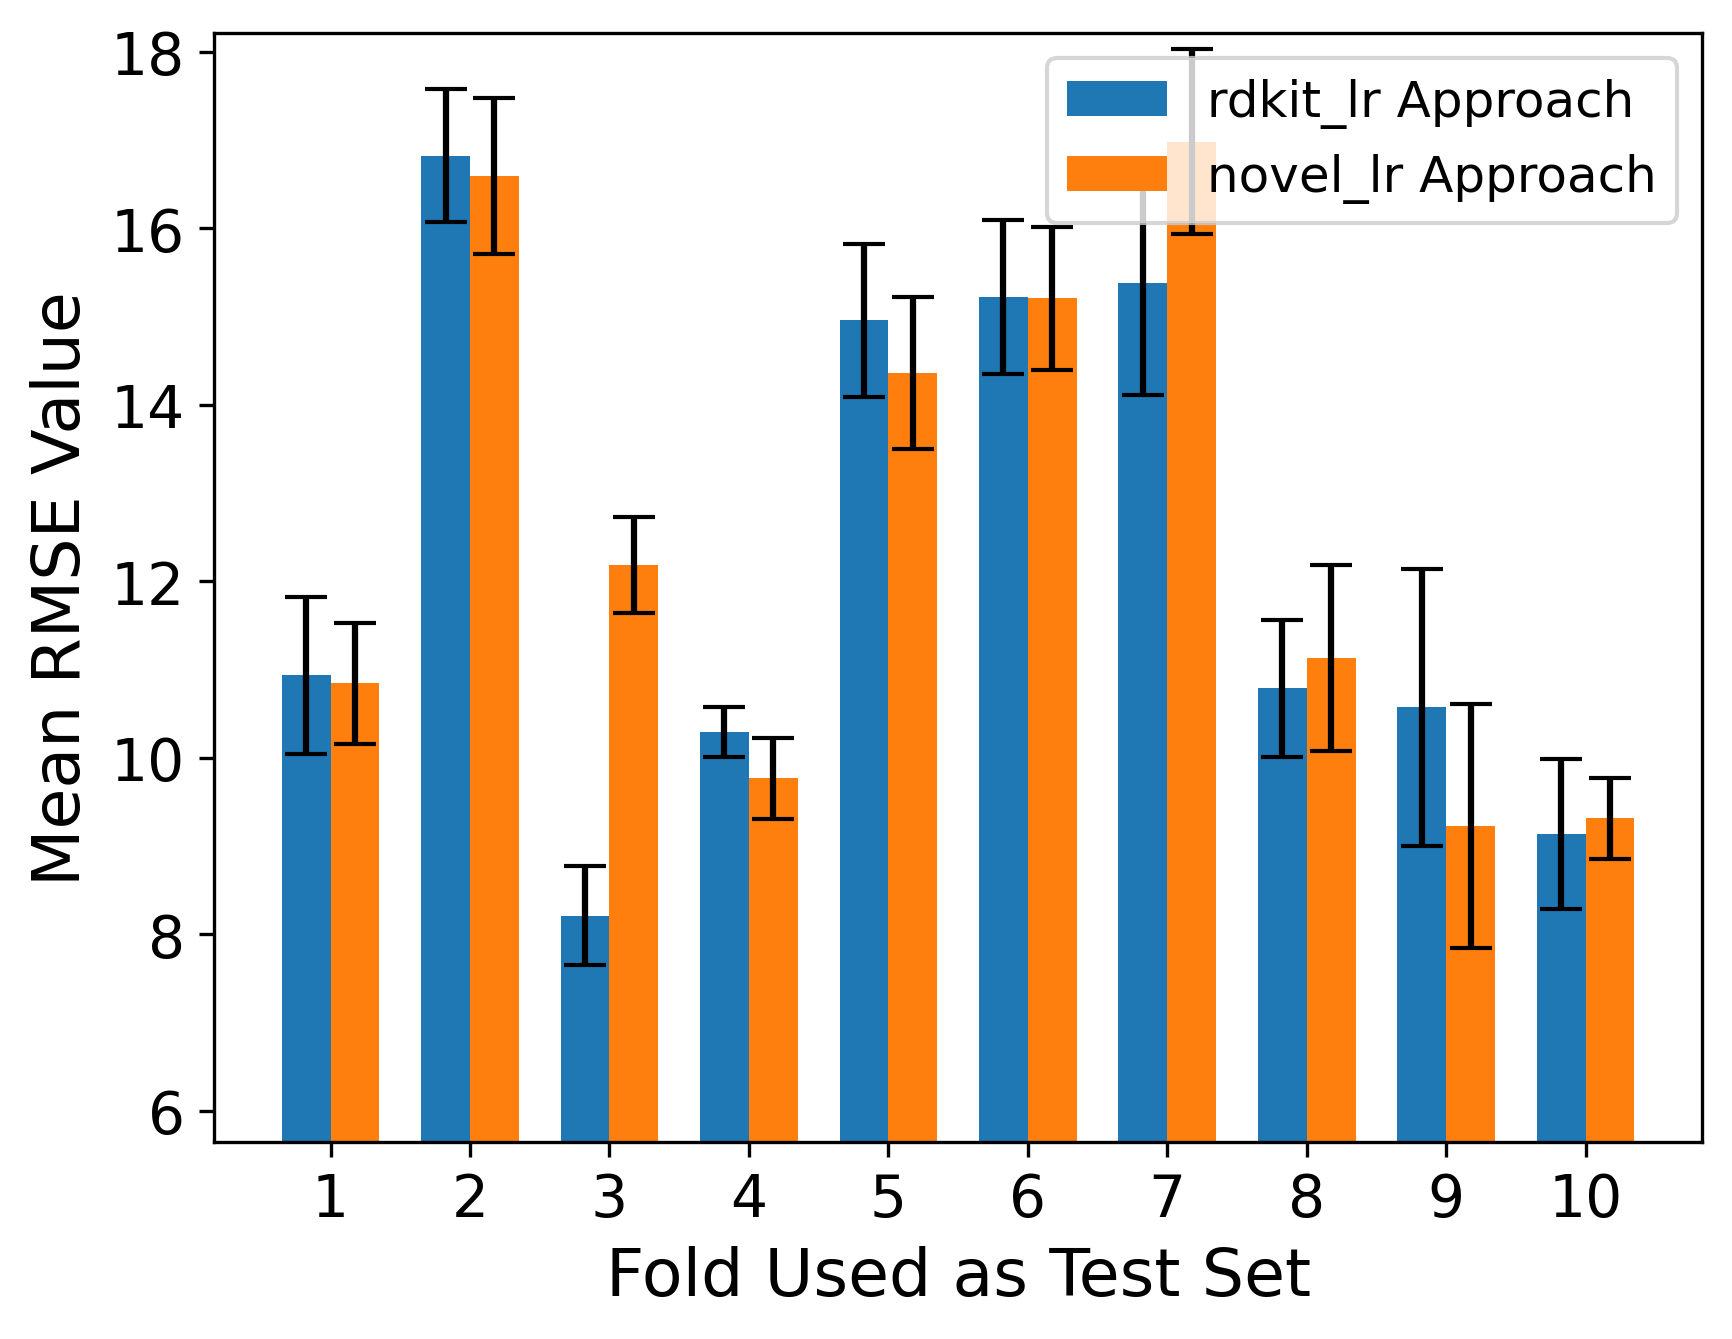 18
16
14
12
10
8
6
Mean RMSE Value
rdkit_lr Approach
novel_lr Approach
1 2 3 4 5 6 7 8 9 10
Fold Used as Test Set